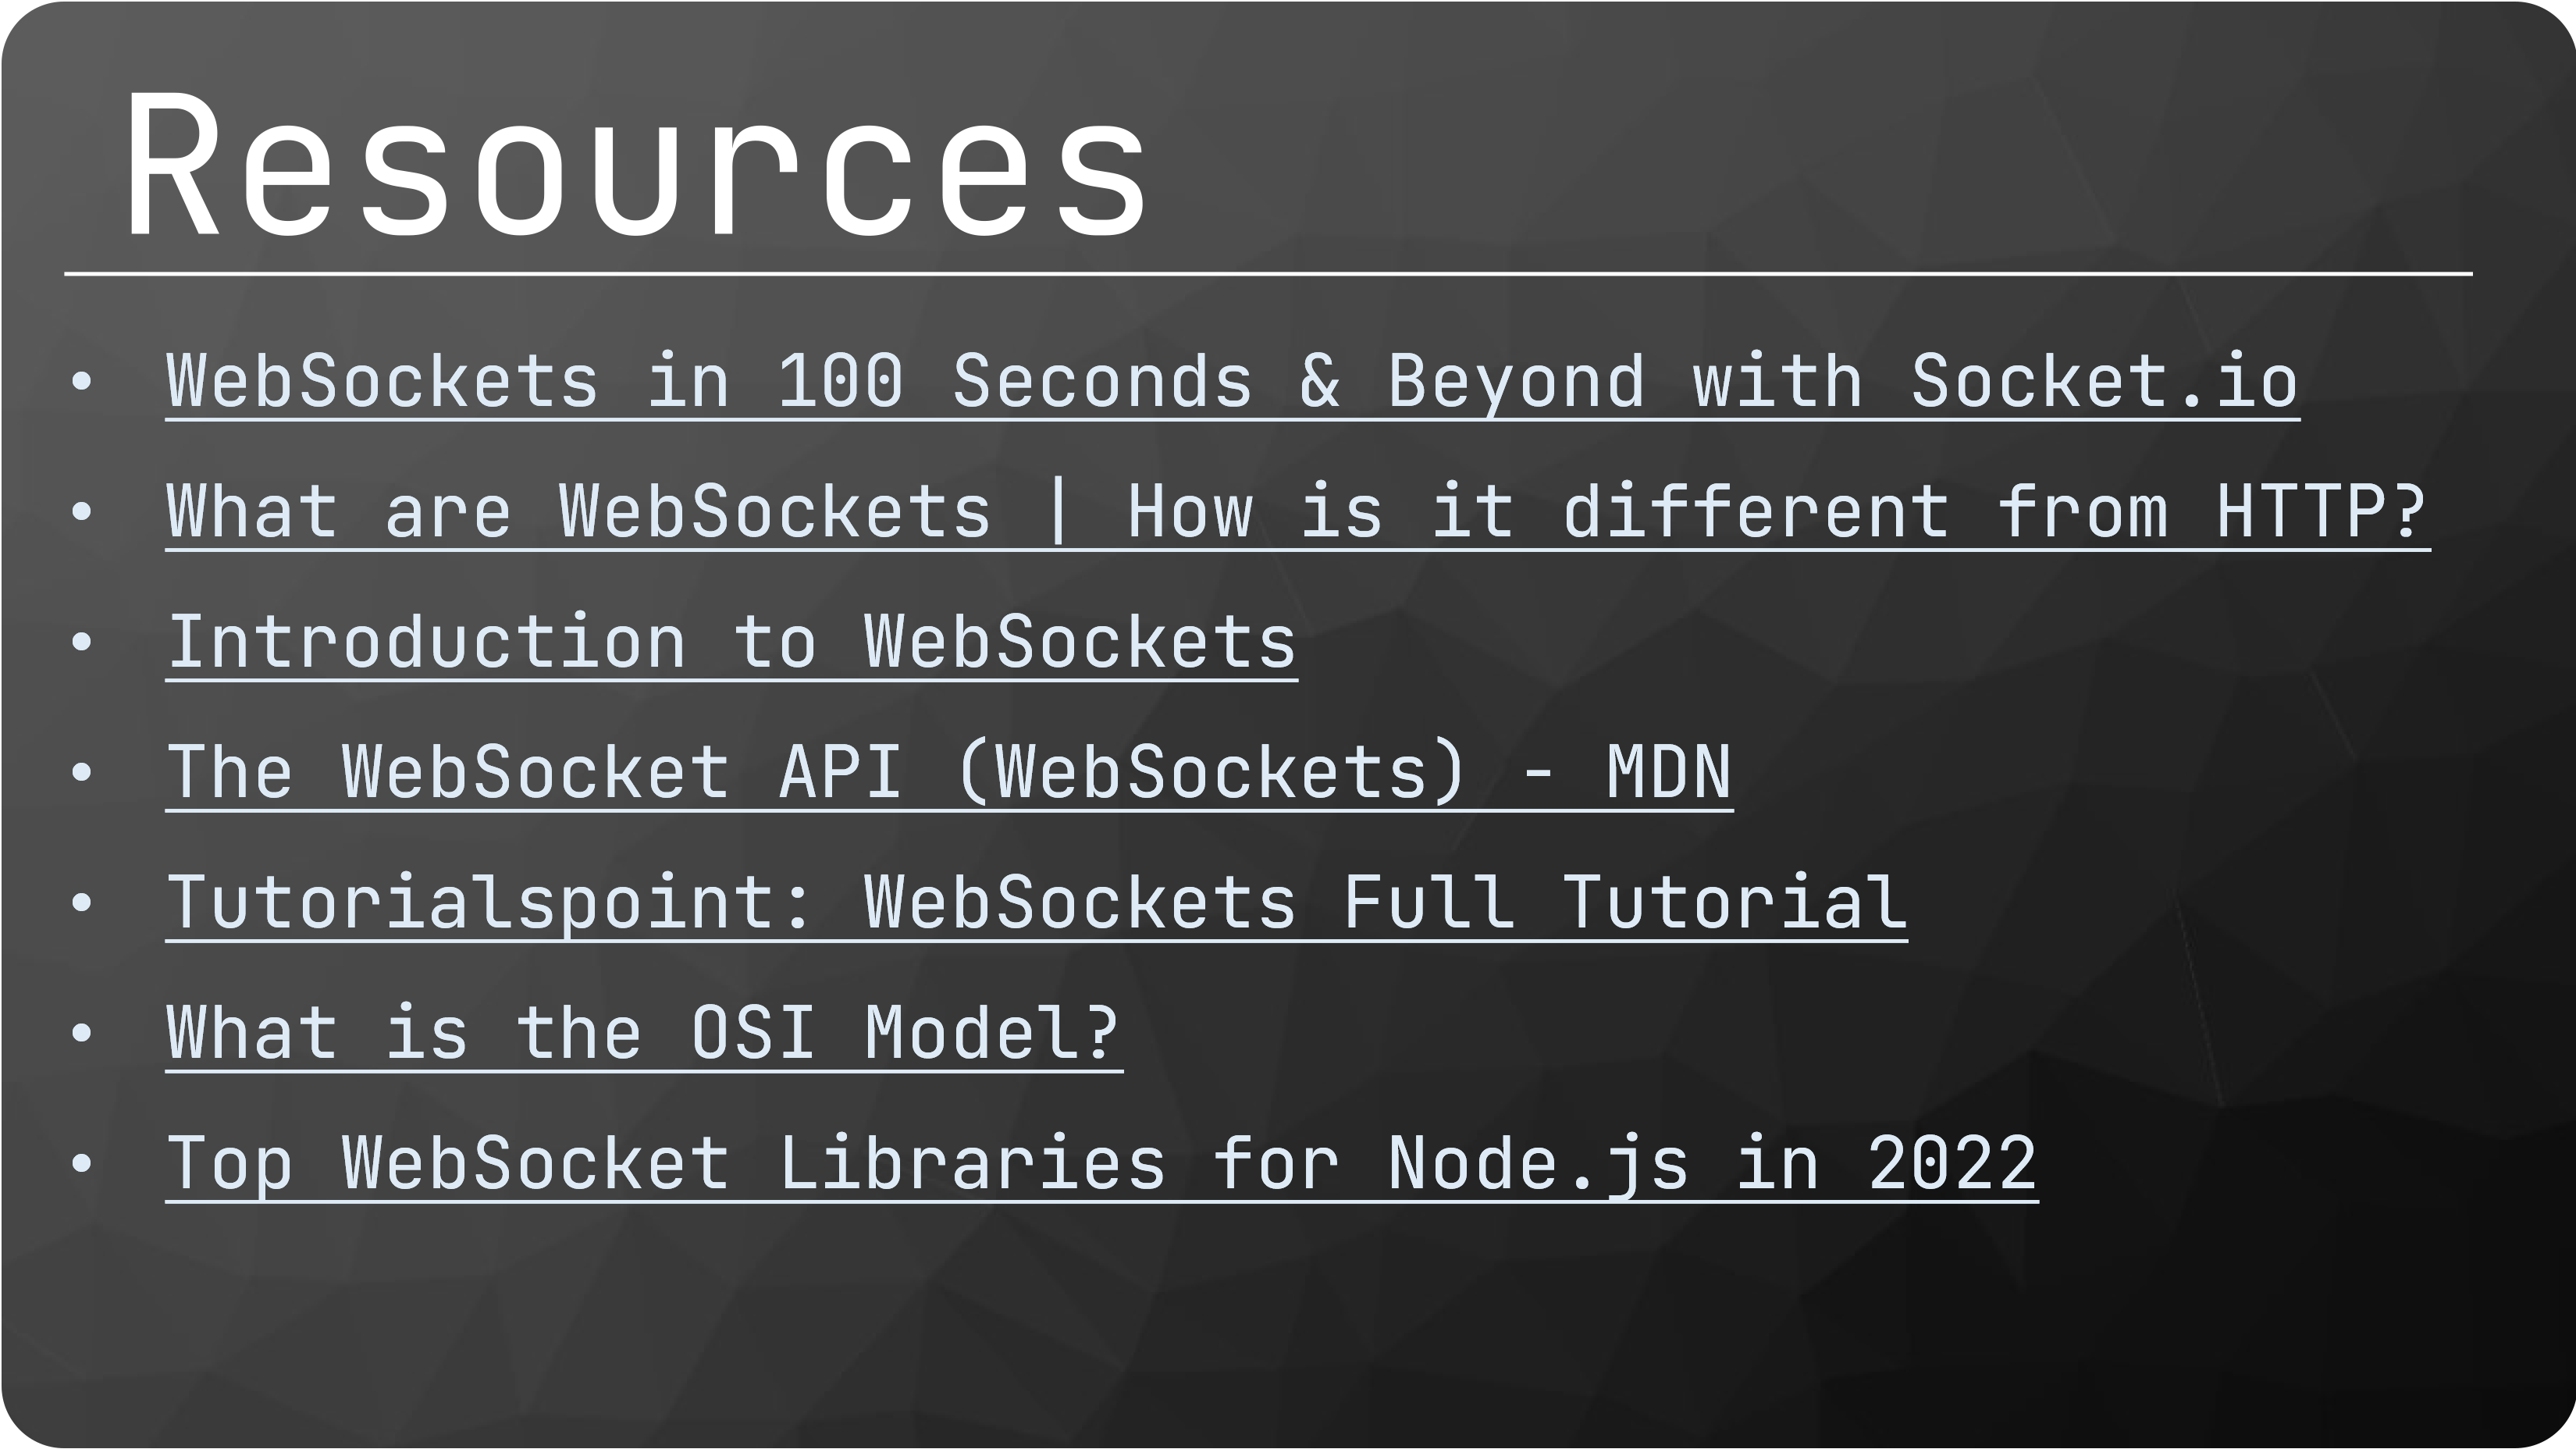 Resources
• WebSockets in 100 Seconds & Beyond with Socket.io
• What are WebSockets | How is it different from HTTP?
• Introduction to WebSockets
• The WebSocket API (WebSockets) - MDN
• Tutorialspoint: WebSockets Full Tutorial
• What is the OSI Model?
• Top WebSocket Libraries for Node.js in 2022